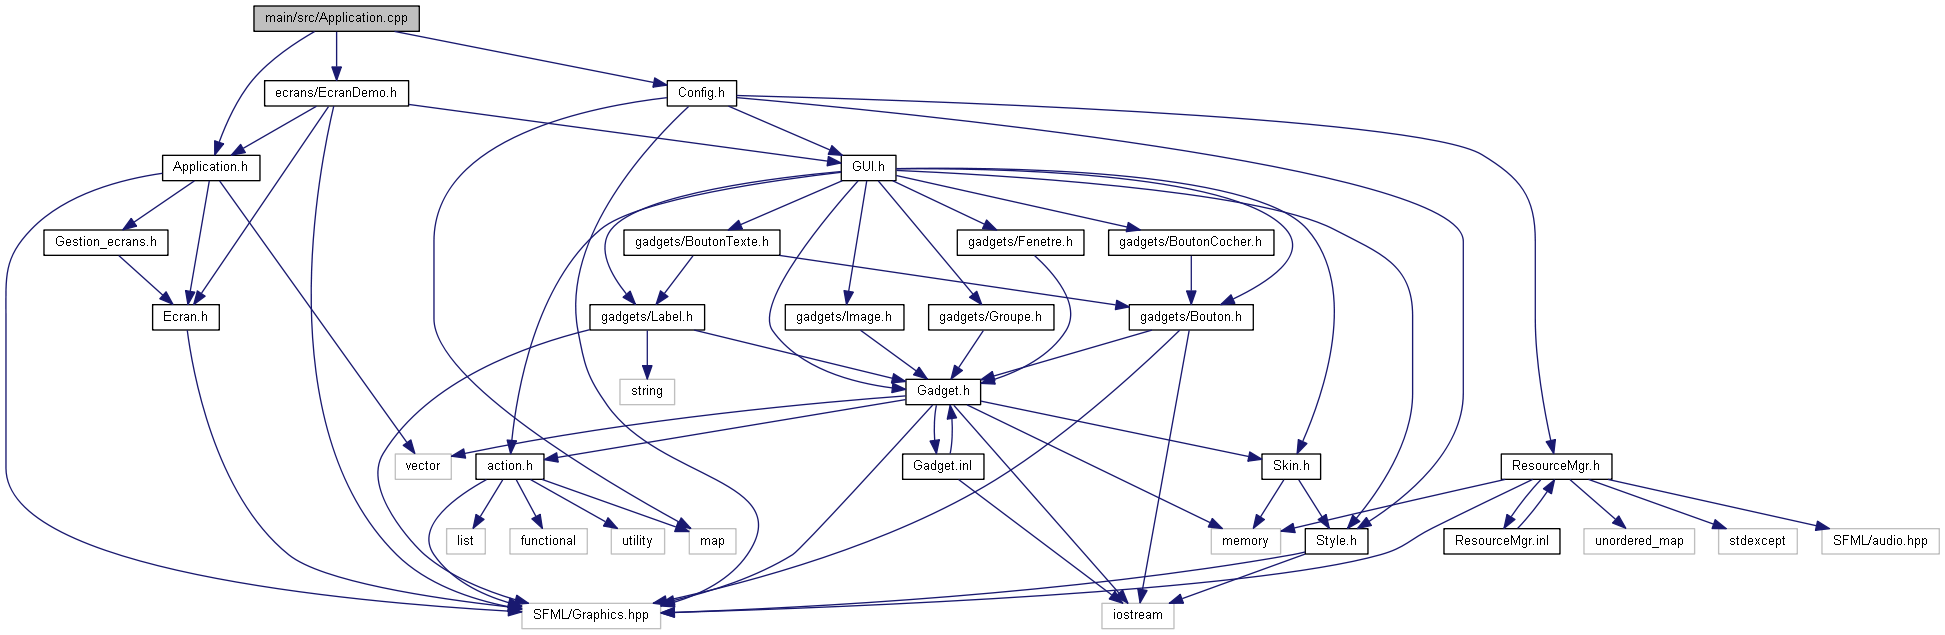 main/src/Application.cpp
ecrans/EcranDemo.h
Config.h
Application.h
GUI.h
Gestion_ecrans.h
gadgets/BoutonTexte.h
gadgets/Fenetre.h
gadgets/BoutonCocher.h
Ecran.h
gadgets/Label.h
gadgets/Image.h
gadgets/Groupe.h
gadgets/Bouton.h
string
Gadget.h
vector
action.h
Gadget.inl
Skin.h
ResourceMgr.h
list
functional
utility
map
memory
Style.h
ResourceMgr.inl
unordered_map
stdexcept
SFML/audio.hpp
SFML/Graphics.hpp
iostream